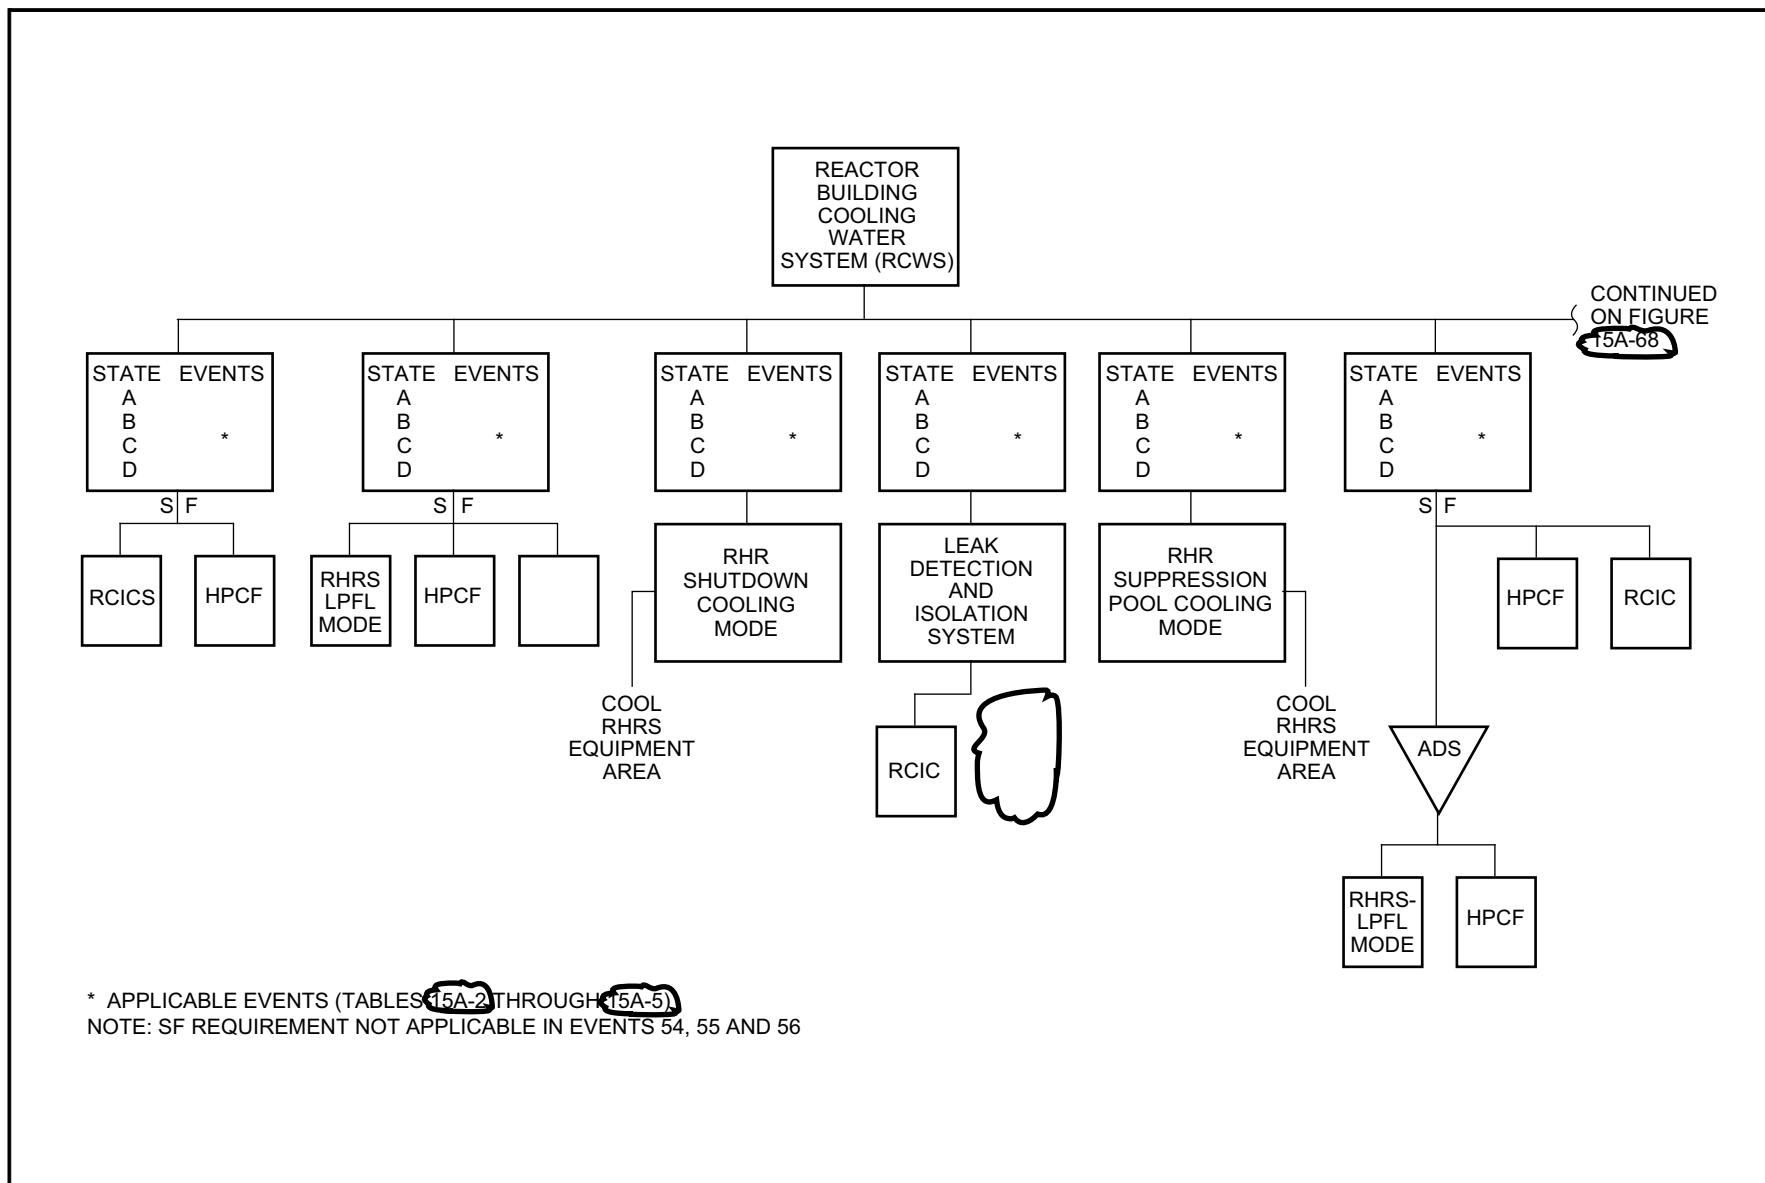 REACTOR
BUILDING
COOLING
WATER
SYSTEM (RCWS)
CONTINUED
ON FIGURE
15A-68
STATE EVENTS
A
B
C *
D
S F
RCICS
HPCF
STATE EVENTS
A
B
C *
D
S F
RHRS
LPFL
MODE
HPCF
STATE EVENTS
A
B
C *
D
RHR
SHUTDOWN
COOLING
MODE
COOL
RHRS
EQUIPMENT
AREA
STATE EVENTS
A
B
C *
D
LEAK
DETECTION
AND
ISOLATION
SYSTEM
RCIC
STATE EVENTS
A
B
C *
D
RHR
SUPPRESSION
POOL COOLING
MODE
COOL
RHRS
EQUIPMENT
AREA
STATE EVENTS
A
B
C *
D
S F
HPCF
RCIC
ADS
RHRS-
LPFL
MODE
HPCF
* APPLICABLE EVENTS (TABLES 15A-2 THROUGH 15A-5)
NOTE: SF REQUIREMENT NOT APPLICABLE IN EVENTS 54, 55 AND 56